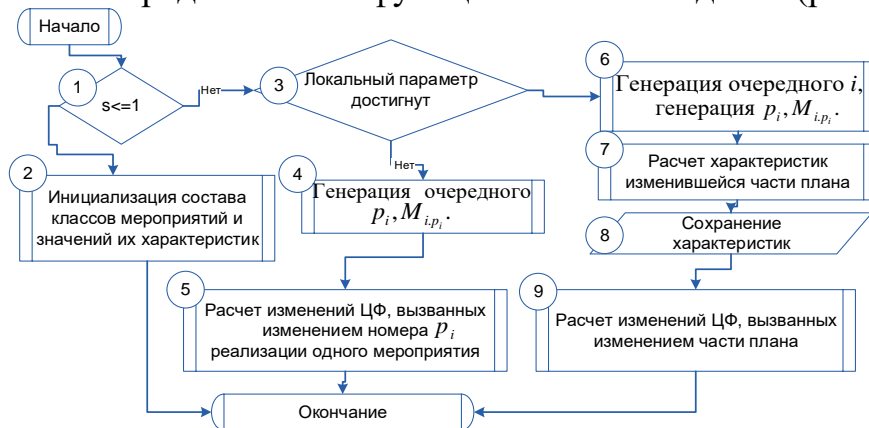 Начало
1
s<=1
Нет
3
Локальный параметр
достигнут
6
Генерация очередного i,
генерация p_i, M_{i.p_i}.
7
Расчет характеристик
изменившейся части плана
8
Сохранение
характеристик
2
Инициализация состава
классов мероприятий и
значений их характеристик
Нет
4
Генерация очередного
p_i, M_{i.p_i}.
5
Расчет изменений ЦФ, вызванных
изменением номера p_i
реализации одного мероприятия
9
Расчет изменений ЦФ, вызванных
изменением части плана
Окончание